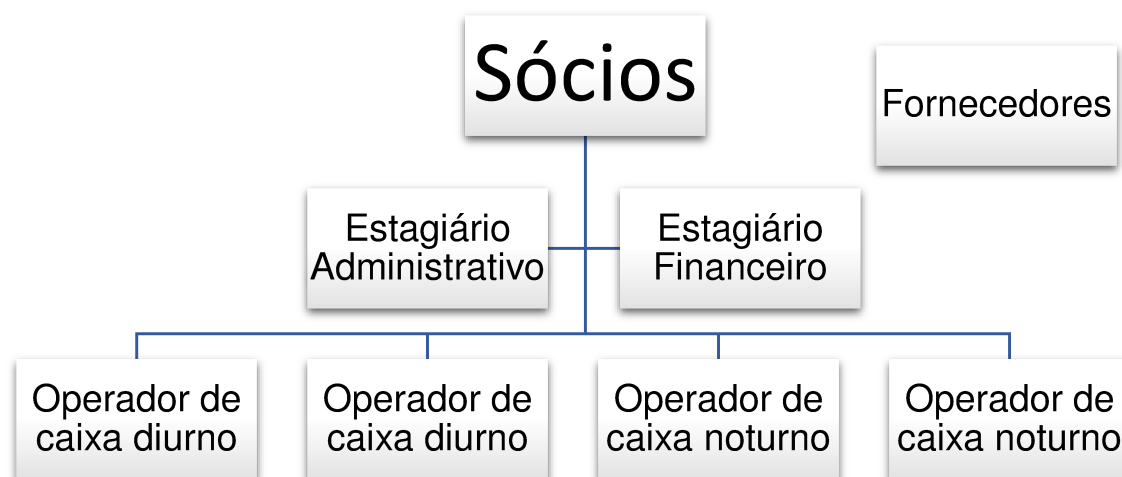 Sócios
Fornecedores
Estagiário
Administrativo
Estagiário
Financeiro
Operador de
caixa diurno
Operador de
caixa diurno
Operador de
caixa noturno
Operador de
caixa noturno